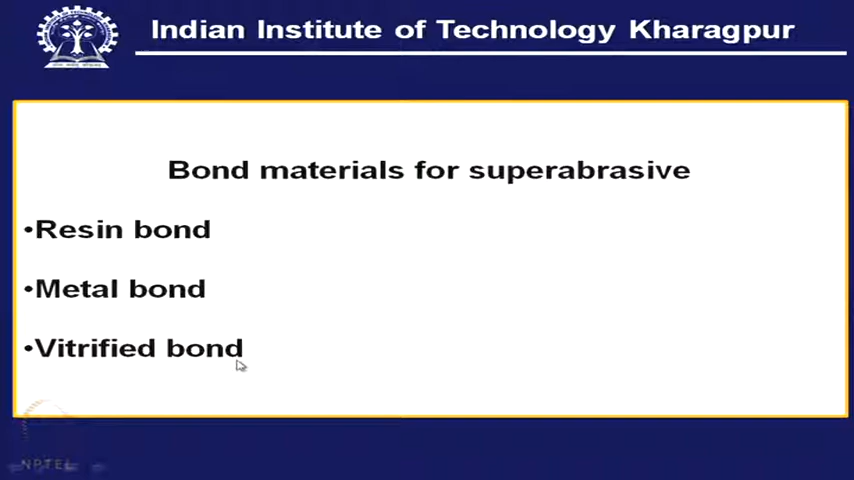 Indian Institute of Technology Kharagpur
Bond materials for superabrasive
•Resin bond
•Metal bond
•Vitrified bond
NPTEL